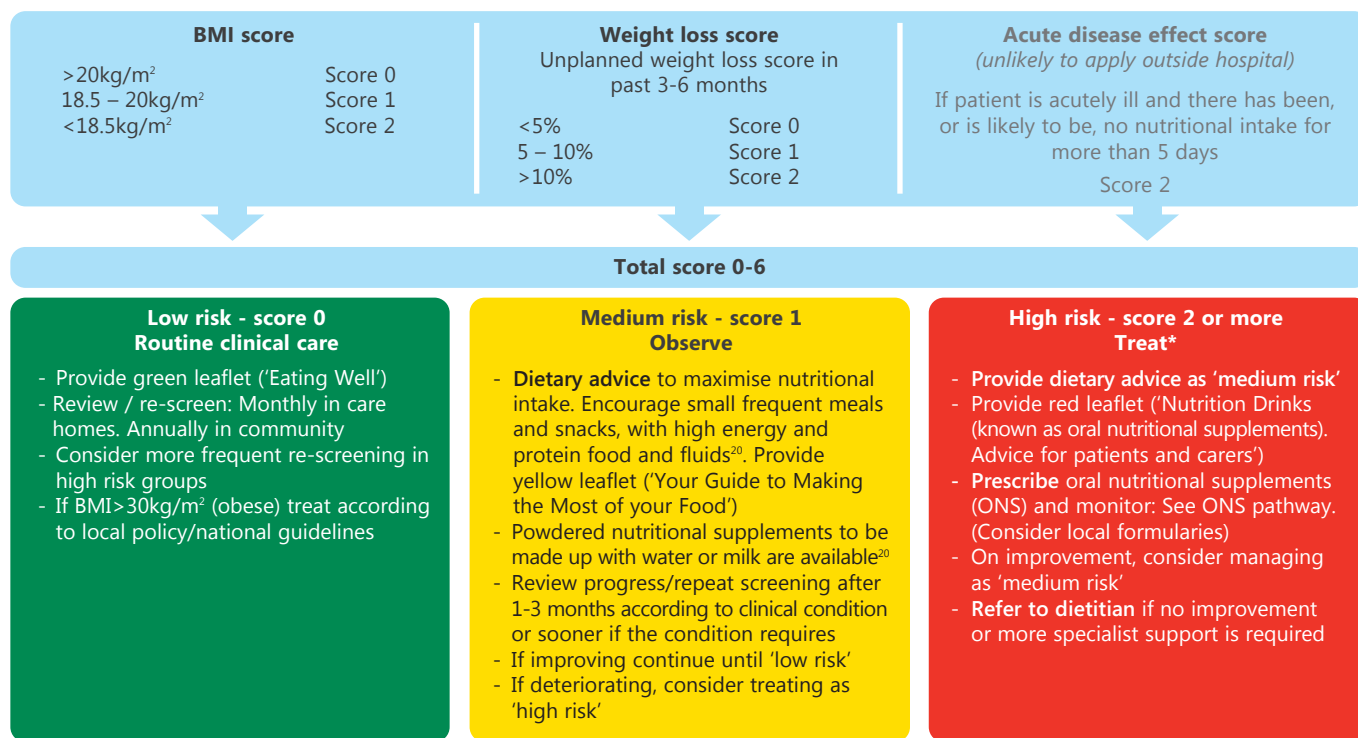 BMI score
>20kg/m² Score 0
18.5 – 20kg/m² Score 1
<18.5kg/m² Score 2
Weight loss score
Unplanned weight loss score in
past 3-6 months
<5% Score 0
5 – 10% Score 1
>10% Score 2
Acute disease effect score
(unlikely to apply outside hospital)
If patient is acutely ill and there has been,
or is likely to be, no nutritional intake for
more than 5 days
Score 2
Total score 0-6
Low risk - score 0
Routine clinical care
- Provide green leaflet ('Eating Well')
- Review / re-screen: Monthly in care
homes. Annually in community
- Consider more frequent re-screening in
high risk groups
- If BMI>30kg/m² (obese) treat according
to local policy/national guidelines
Medium risk - score 1
Observe
- Dietary advice to maximise nutritional
intake. Encourage small frequent meals
and snacks, with high energy and
protein food and fluids²⁰. Provide
yellow leaflet ('Your Guide to Making
the Most of your Food')
- Powdered nutritional supplements to be
made up with water or milk are available²⁰
- Review progress/repeat screening after
1-3 months according to clinical condition
or sooner if the condition requires
- If improving continue until 'low risk'
- If deteriorating, consider treating as
'high risk'
High risk - score 2 or more
Treat*
- Provide dietary advice as 'medium risk'
- Provide red leaflet ('Nutrition Drinks
(known as oral nutritional supplements).
Advice for patients and carers')
- Prescribe oral nutritional supplements
(ONS) and monitor: See ONS pathway.
(Consider local formularies)
- On improvement, consider managing
as 'medium risk'
- Refer to dietitian if no improvement
or more specialist support is required